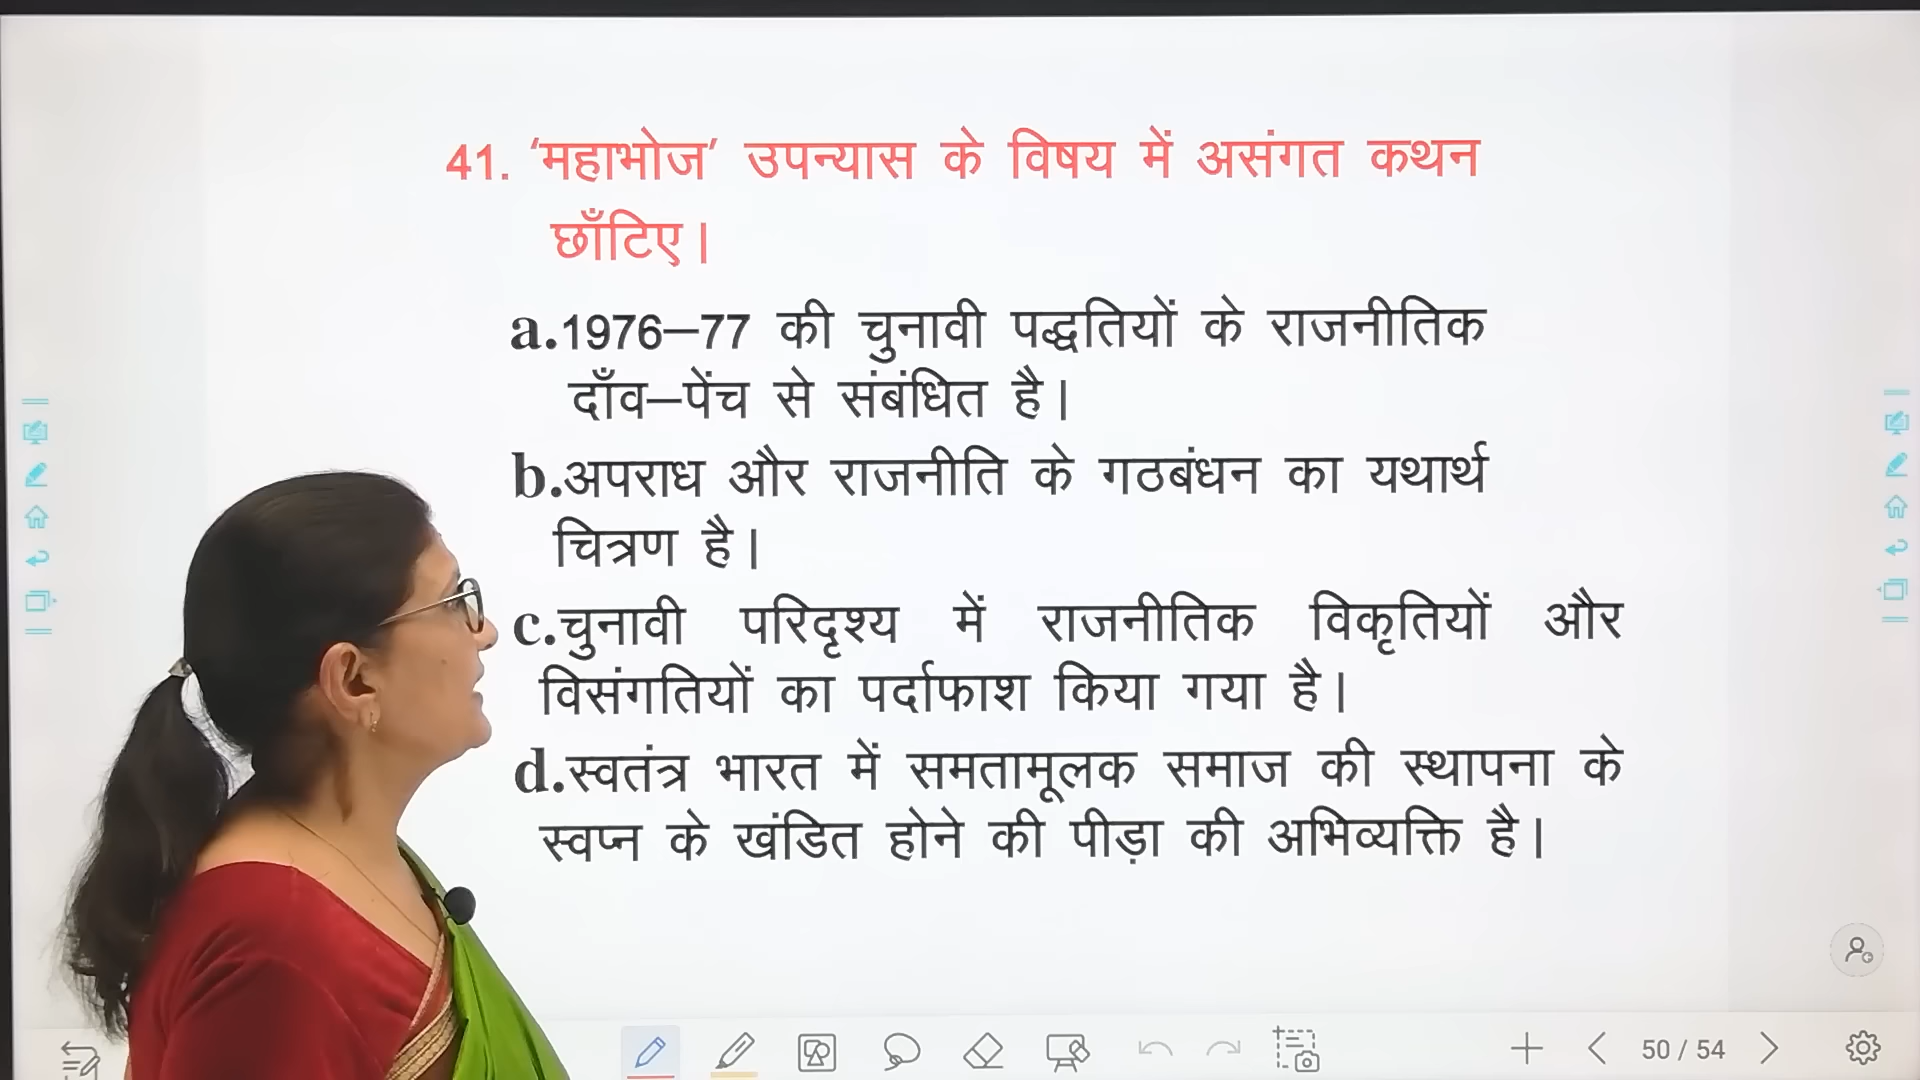 41. ‘महाभोज’ उपन्यास के विषय में असंगत कथन
छाँटिए।
a.1976–77 की चुनावी पद्धतियों के राजनीतिक
दाँव–पेंच से संबंधित है।
b.अपराध और राजनीति के गठबंधन का यथार्थ
चित्रण है।
c.चुनावी परिदृश्य में राजनीतिक विकृतियों और
विसंगतियों का पर्दाफाश किया गया है।
d.स्वतंत्र भारत में समतामूलक समाज की स्थापना के
स्वप्न के खंडित होने की पीड़ा की अभिव्यक्ति है।
50 / 54